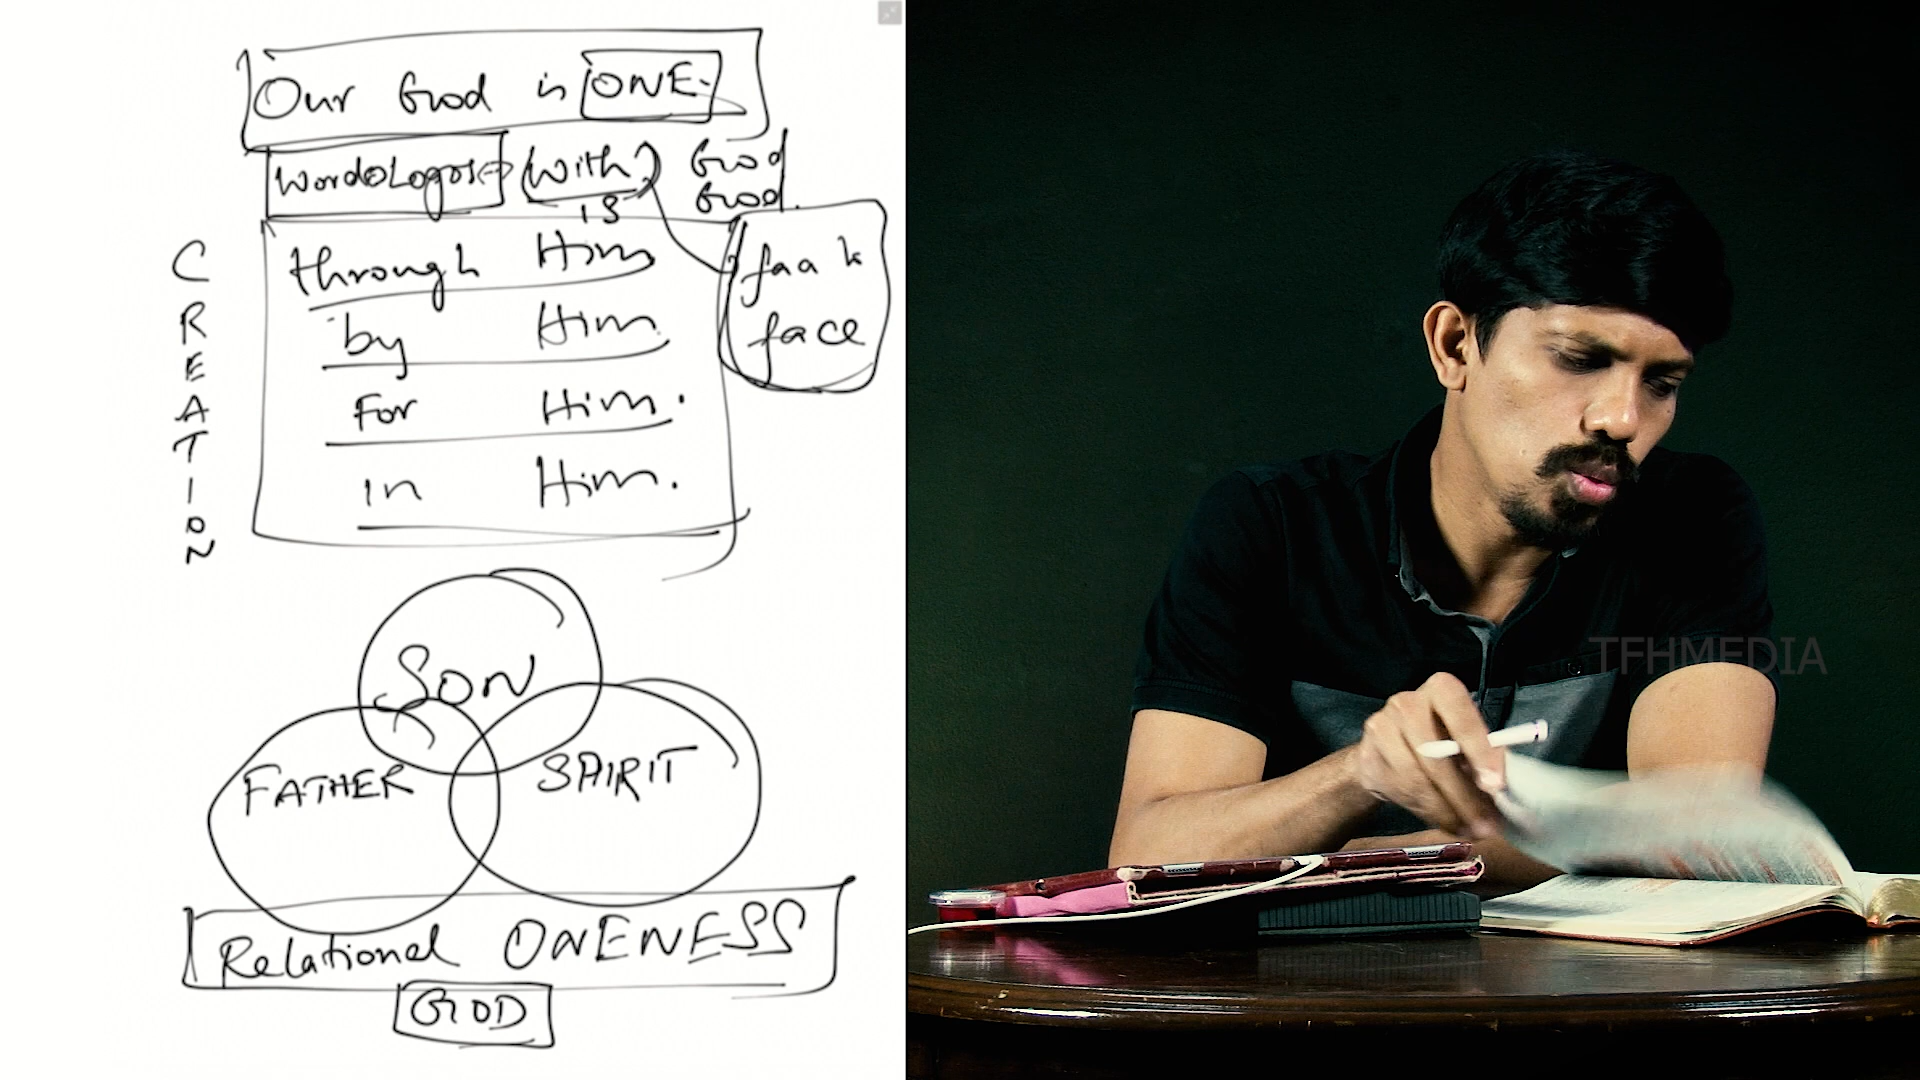 Our God is ONE.
Word Logos (with) God
is God.
through Him
by Him
For Him.
in Him.
CREATION
faa
face
SON
FATHER
SPIRIT
Relational ONENESS
GOD
TFHMEDIA